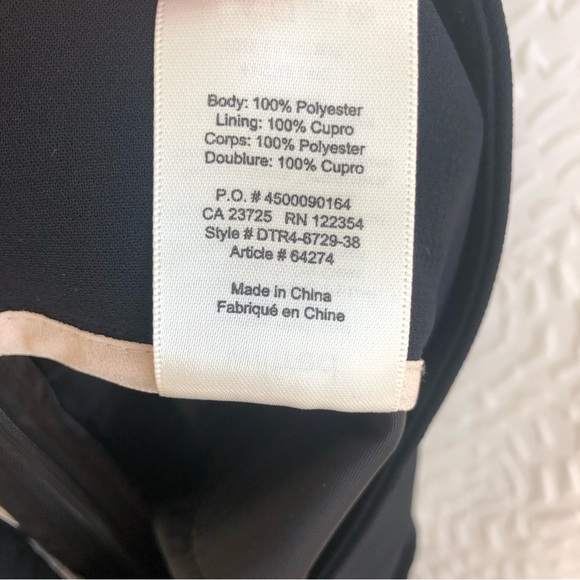 Body: 100% Polyester
Lining: 100% Cupro
Corps: 100% Polyester
Doublure: 100% Cupro
P.O. # 4500090164
CA 23725 RN 122354
Style # DTR4-6729-38
Article # 64274
Made in China
Fabriqué en Chine